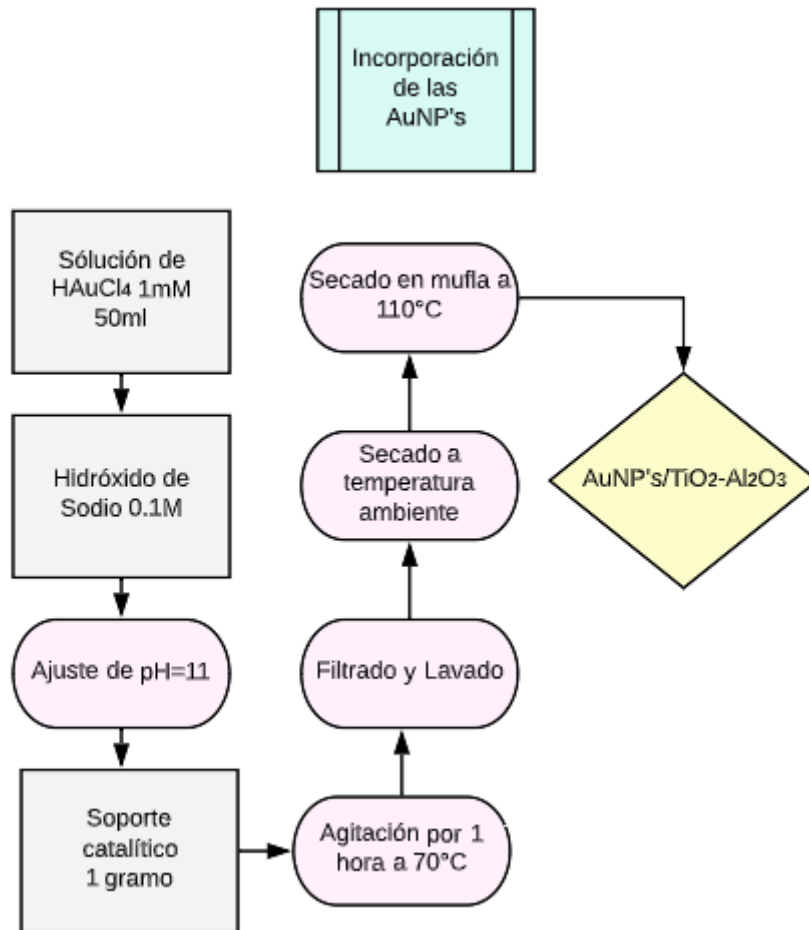 Incorporación
de las
AuNP's
Sólución de
HAuCl₄ 1mM
50ml
Hidróxido de
Sodio 0.1M
Ajuste de pH=11
Soporte
catalítico
1 gramo
Agitación por 1
hora a 70°C
Filtrado y Lavado
Secado a
temperatura
ambiente
Secado en mufla a
110°C
AuNP's/TiO₂-Al₂O₃